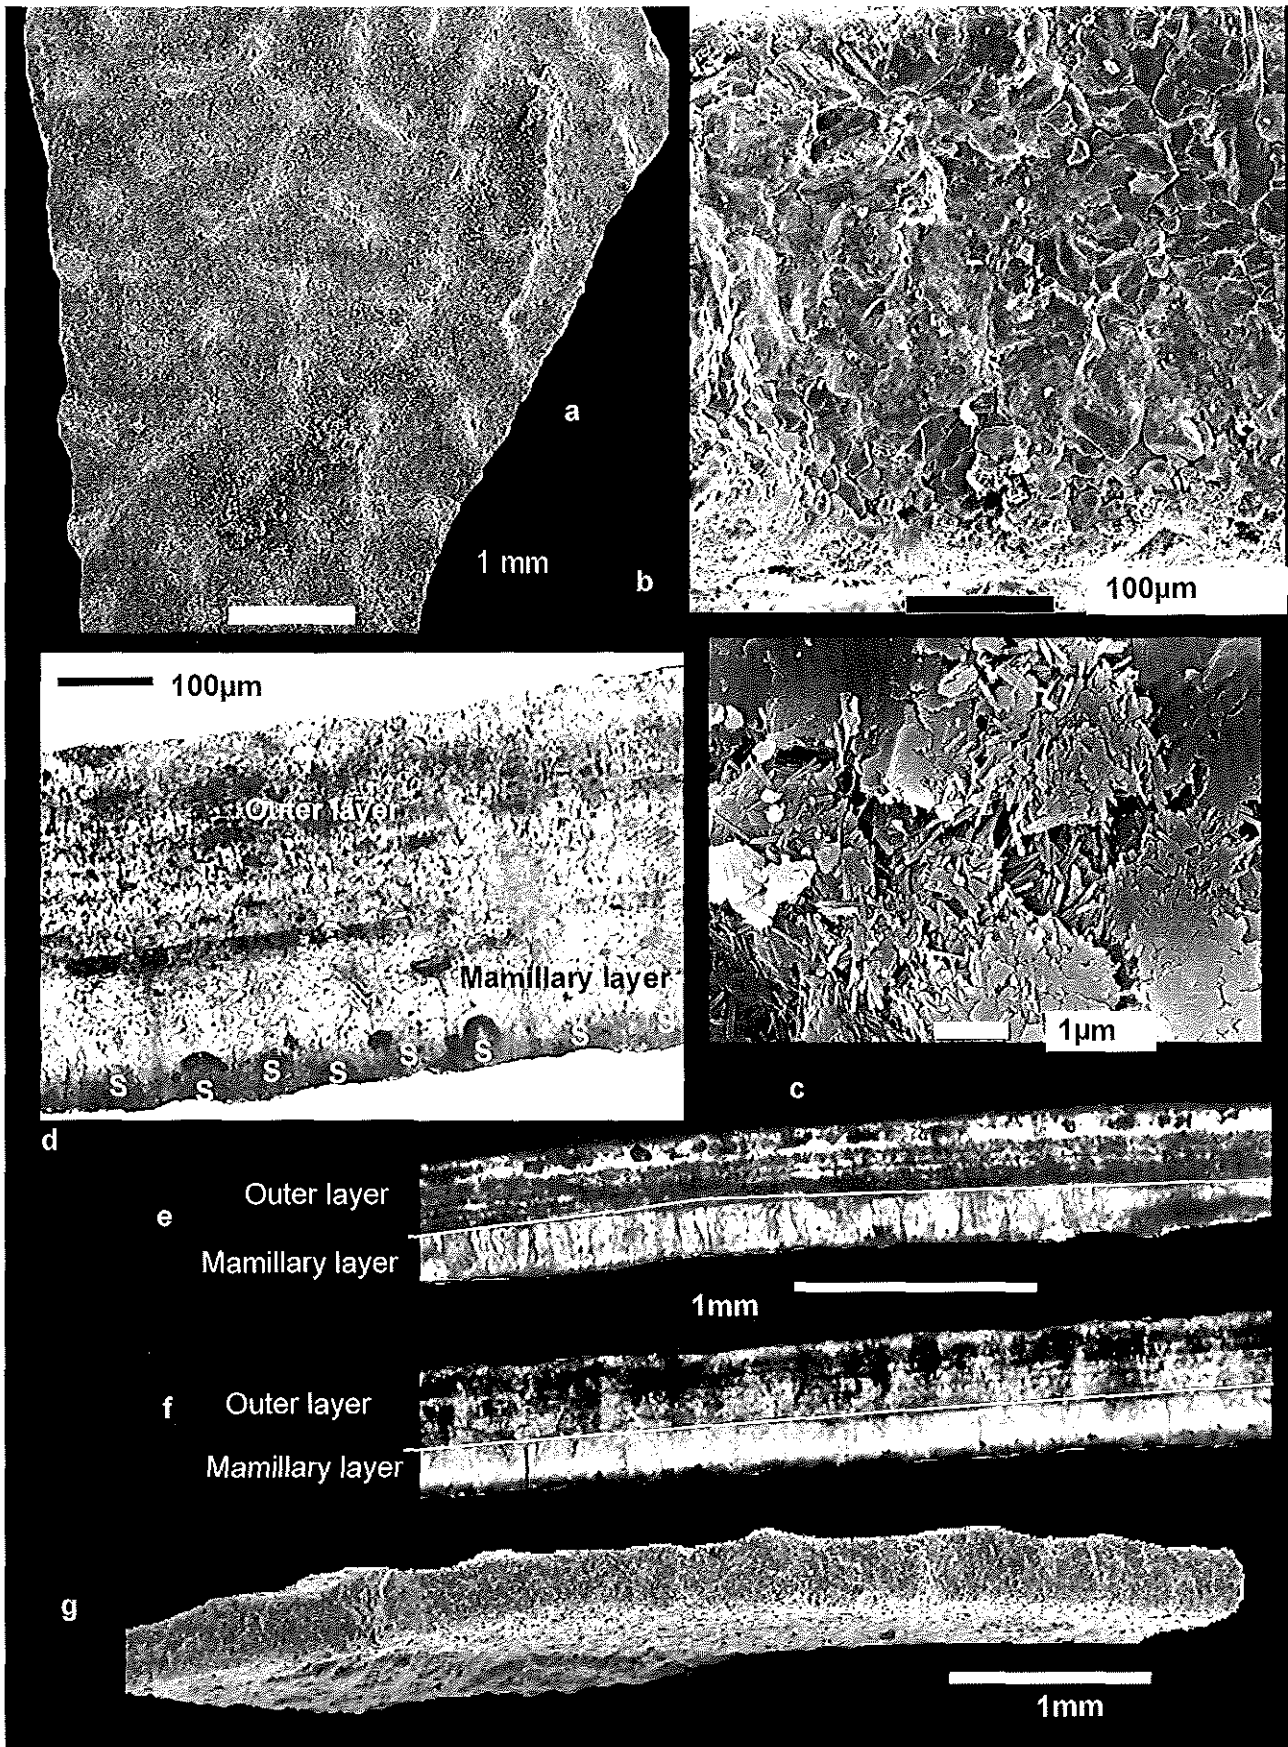 a
1 mm
b
100µm
100µm
Outer layer
Mamillary layer
S S S S S S S S
1µm
c
d
Outer layer
e
Mamillary layer
1mm
Outer layer
f
Mamillary layer
g
1mm